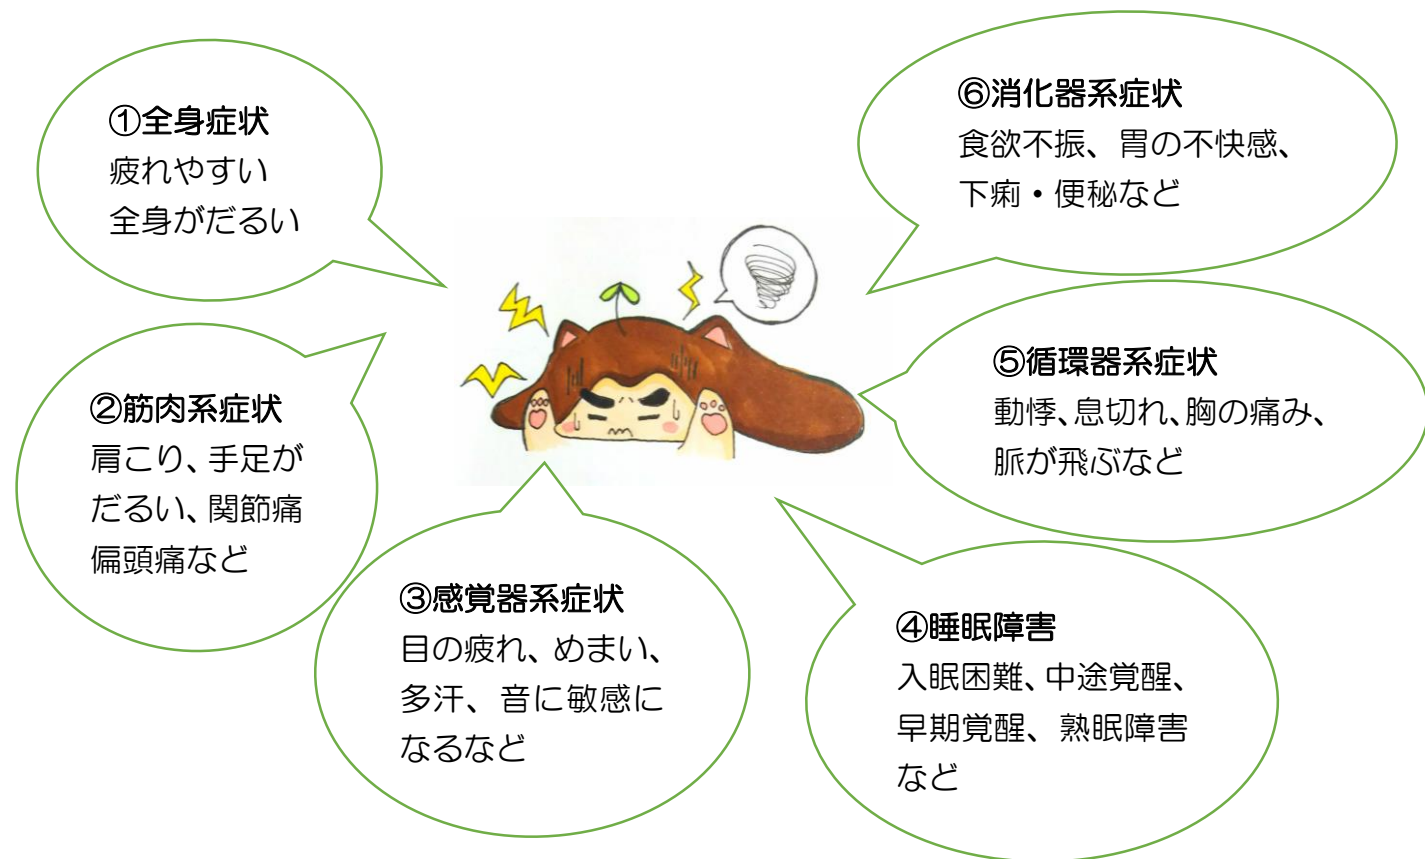 ①全身症状
疲れやすい
全身がだるい
②筋肉系症状
肩こり、手足が
だるい、関節痛
偏頭痛など
③感覚器系症状
目の疲れ、めまい、
多汗、音に敏感に
なるなど
④睡眠障害
入眠困難、中途覚醒、
早期覚醒、熟眠障害
など
⑤循環器系症状
動悸、息切れ、胸の痛み、
脈が飛ぶなど
⑥消化器系症状
食欲不振、胃の不快感、
下痢・便秘など